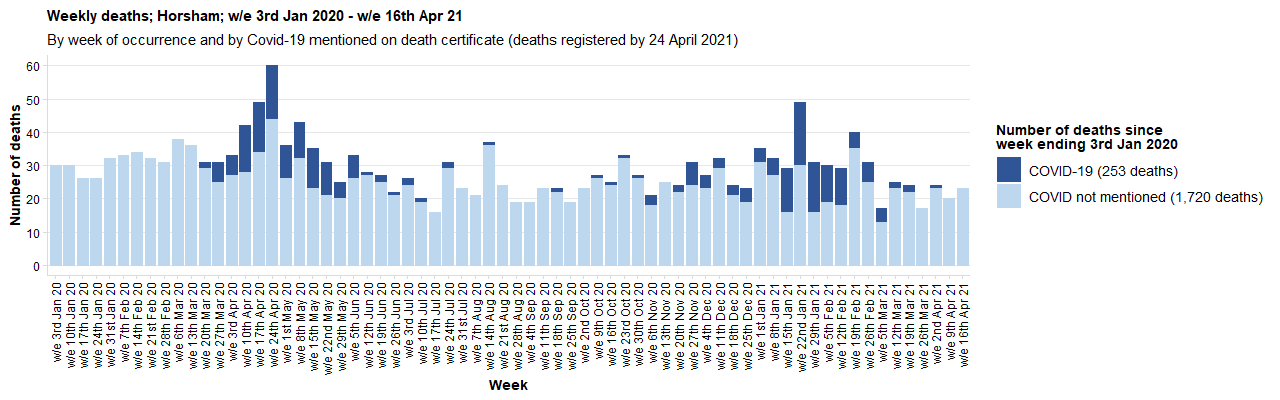 Weekly deaths; Horsham; w/e 3rd Jan 2020 - w/e 16th Apr 21
By week of occurrence and by Covid-19 mentioned on death certificate (deaths registered by 24 April 2021)
Number of deaths
60
50
40
30
20
10
0
w/e 3rd Jan 20
w/e 10th Jan 20
w/e 17th Jan 20
w/e 24th Jan 20
w/e 31st Jan 20
w/e 7th Feb 20
w/e 14th Feb 20
w/e 21st Feb 20
w/e 28th Feb 20
w/e 6th Mar 20
w/e 13th Mar 20
w/e 20th Mar 20
w/e 27th Mar 20
w/e 3rd Apr 20
w/e 10th Apr 20
w/e 17th Apr 20
w/e 24th Apr 20
w/e 1st May 20
w/e 8th May 20
w/e 15th May 20
w/e 22nd May 20
w/e 29th May 20
w/e 5th Jun 20
w/e 12th Jun 20
w/e 19th Jun 20
w/e 26th Jun 20
w/e 3rd Jul 20
w/e 10th Jul 20
w/e 17th Jul 20
w/e 24th Jul 20
w/e 31st Jul 20
w/e 7th Aug 20
w/e 14th Aug 20
w/e 21st Aug 20
w/e 28th Aug 20
w/e 4th Sep 20
w/e 11th Sep 20
w/e 18th Sep 20
w/e 25th Sep 20
w/e 2nd Oct 20
w/e 9th Oct 20
w/e 16th Oct 20
w/e 23rd Oct 20
w/e 30th Oct 20
w/e 6th Nov 20
w/e 13th Nov 20
w/e 20th Nov 20
w/e 27th Nov 20
w/e 4th Dec 20
w/e 11th Dec 20
w/e 18th Dec 20
w/e 25th Dec 20
w/e 1st Jan 21
w/e 8th Jan 21
w/e 15th Jan 21
w/e 22nd Jan 21
w/e 29th Jan 21
w/e 5th Feb 21
w/e 12th Feb 21
w/e 19th Feb 21
w/e 26th Feb 21
w/e 5th Mar 21
w/e 12th Mar 21
w/e 19th Mar 21
w/e 26th Mar 21
w/e 2nd Apr 21
w/e 9th Apr 21
w/e 16th Apr 21
Week
Number of deaths since
week ending 3rd Jan 2020
COVID-19 (253 deaths)
COVID not mentioned (1,720 deaths)